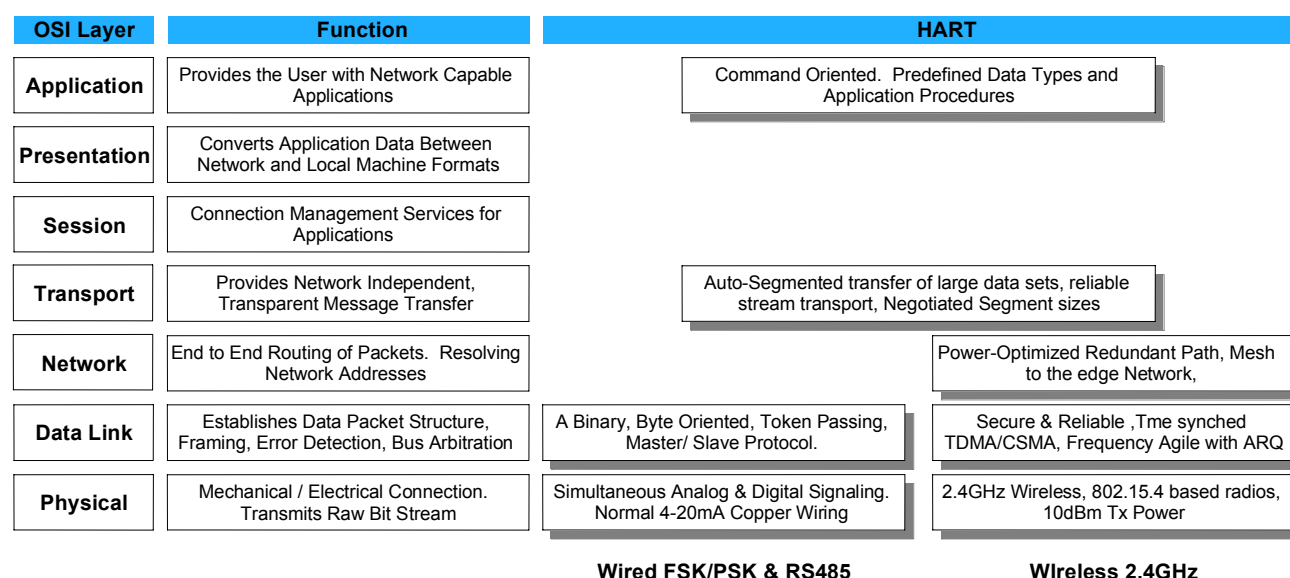 OSI Layer Function HART
Application
Provides the User with Network Capable
Applications
Command Oriented. Predefined Data Types and
Application Procedures
Presentation
Converts Application Data Between
Network and Local Machine Formats
Session
Connection Management Services for
Applications
Transport
Provides Network Independent,
Transparent Message Transfer
Auto-Segmented transfer of large data sets, reliable
stream transport, Negotiated Segment sizes
Network
End to End Routing of Packets. Resolving
Network Addresses
Power-Optimized Redundant Path, Mesh
to the edge Network,
Data Link
Establishes Data Packet Structure,
Framing, Error Detection, Bus Arbitration
A Binary, Byte Oriented, Token Passing,
Master/ Slave Protocol.
Secure & Reliable ,Tme synched
TDMA/CSMA, Frequency Agile with ARQ
Physical
Mechanical / Electrical Connection.
Transmits Raw Bit Stream
Simultaneous Analog & Digital Signaling.
Normal 4-20mA Copper Wiring
2.4GHz Wireless, 802.15.4 based radios,
10dBm Tx Power
Wired FSK/PSK & RS485
WIreless 2.4GHz